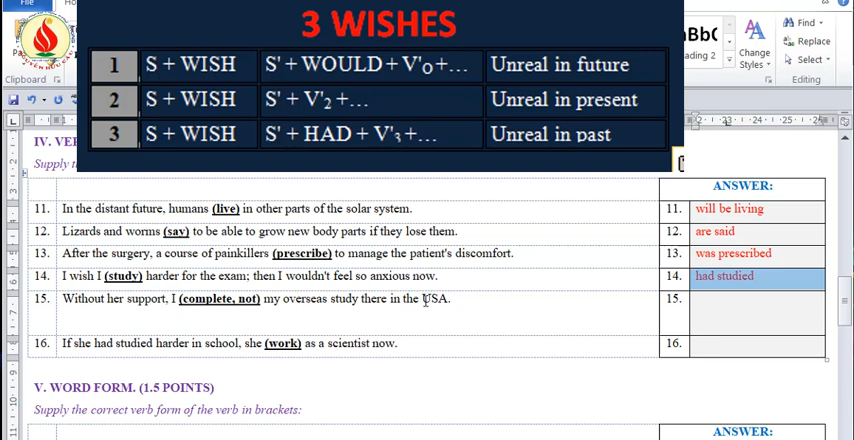 File
Clipboard
3 WISHES
1 S + WISH S' + WOULD + V'0 +... Unreal in future
2 S + WISH S' + V'2 +... Unreal in present
3 S + WISH S' + HAD + V'3 +... Unreal in past
Change Styles
Find
Replace
Select
Editing
IV. VER
Supply th
ANSWER:
11. In the distant future, humans (live) in other parts of the solar system. 11. will be living
12. Lizards and worms (say) to be able to grow new body parts if they lose them. 12. are said
13. After the surgery, a course of painkillers (prescribe) to manage the patient's discomfort. 13. was prescribed
14. I wish I (study) harder for the exam; then I wouldn't feel so anxious now. 14. had studied
15. Without her support, I (complete, not) my overseas study there in the USA. 15.
16. If she had studied harder in school, she (work) as a scientist now. 16.
V. WORD FORM. (1.5 POINTS)
Supply the correct verb form of the verb in brackets:
ANSWER: